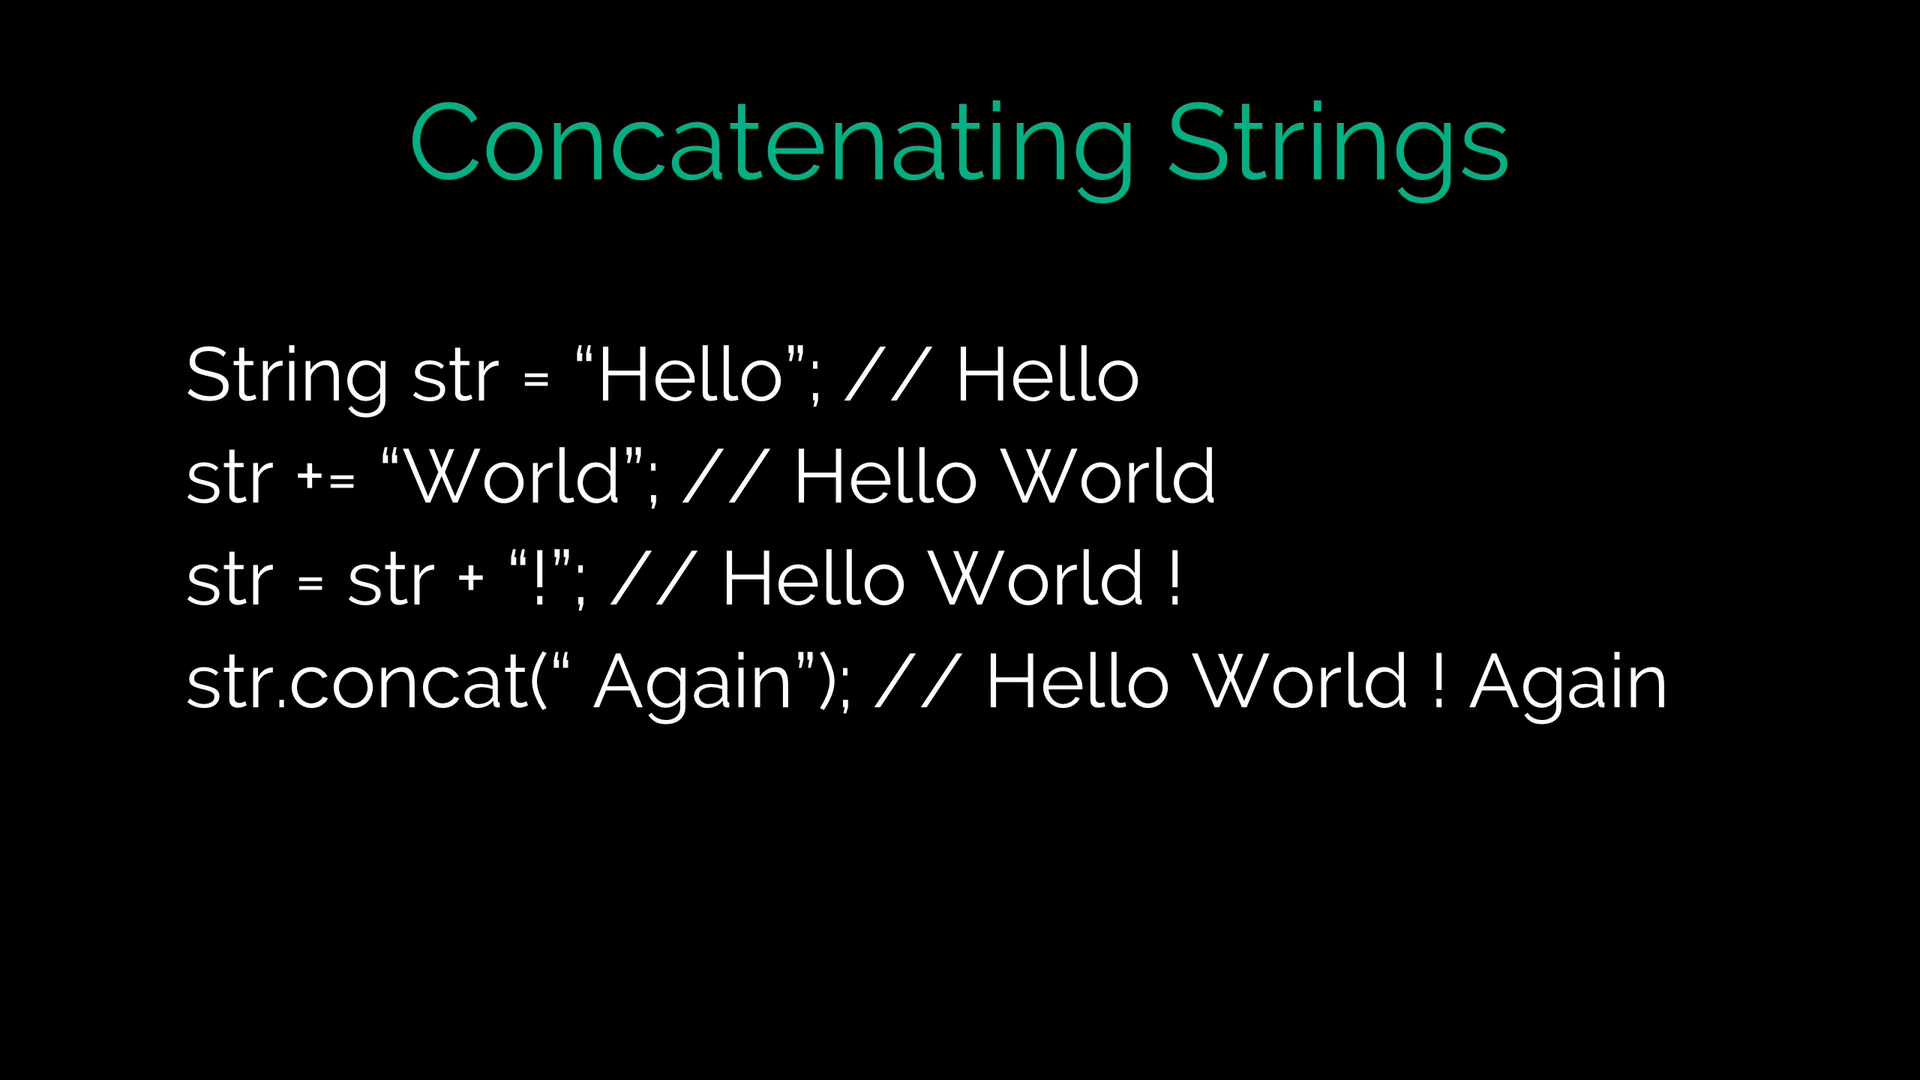 Concatenating Strings
String str = “Hello”; // Hello
str += “World”; // Hello World
str = str + “!”; // Hello World !
str.concat(“ Again”); // Hello World ! Again